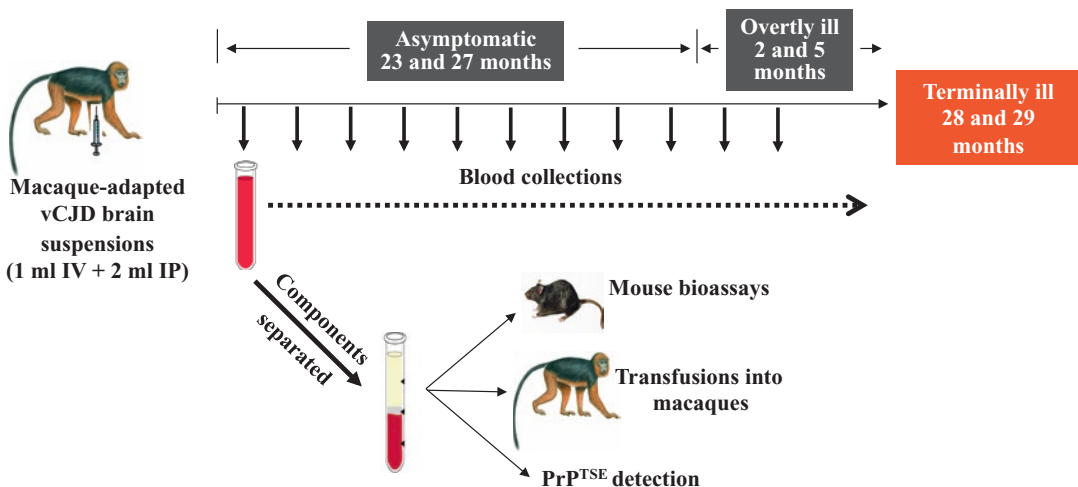 Asymptomatic
23 and 27 months
Overtly ill
2 and 5
months
Terminally ill
28 and 29
months
Macaque-adapted
vCJD brain
suspensions
(1 ml IV + 2 ml IP)
Blood collections
Components
separated
Mouse bioassays
Transfusions into
macaques
PrPᵀˢᴱ detection